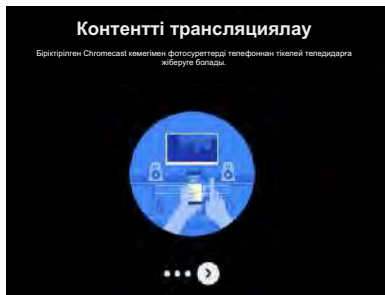 Контентті трансляциялау
Біріктірілген Chromecast көмегімен фотосуреттерді телефоннан тікелей теледидарға
жіберуге болады.